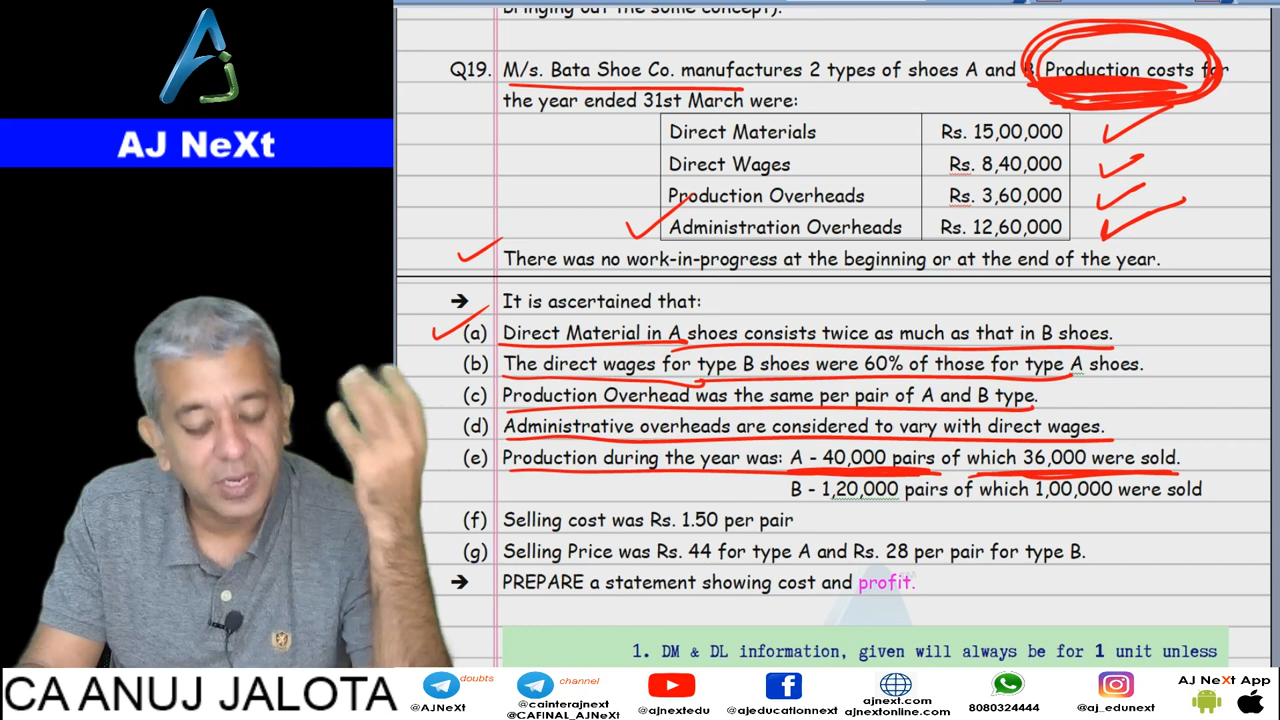 bringing out the same concept).
Q19. M/s. Bata Shoe Co. manufactures 2 types of shoes A and B. Production costs for
the year ended 31st March were:
Direct Materials Rs. 15,00,000
Direct Wages Rs. 8,40,000
Production Overheads Rs. 3,60,000
Administration Overheads Rs. 12,60,000
There was no work-in-progress at the beginning or at the end of the year.
→ It is ascertained that:
(a) Direct Material in A shoes consists twice as much as that in B shoes.
(b) The direct wages for type B shoes were 60% of those for type A shoes.
(c) Production Overhead was the same per pair of A and B type.
(d) Administrative overheads are considered to vary with direct wages.
(e) Production during the year was: A - 40,000 pairs of which 36,000 were sold.
B - 1,20,000 pairs of which 1,00,000 were sold
(f) Selling cost was Rs. 1.50 per pair
(g) Selling Price was Rs. 44 for type A and Rs. 28 per pair for type B.
→ PREPARE a statement showing cost and profit.
1. DM & DL information, given will always be for 1 unit unless
AJ NeXt
CA ANUJ JALOTA
doubts
@AJNeXt
channel
@cainterajnext
@CAFINAL_AJNeXt
@ajnextedu
@ajeducationnext
ajnext.com
ajnextonline.com
8080324444
@aj_edunext
AJ NeXt App